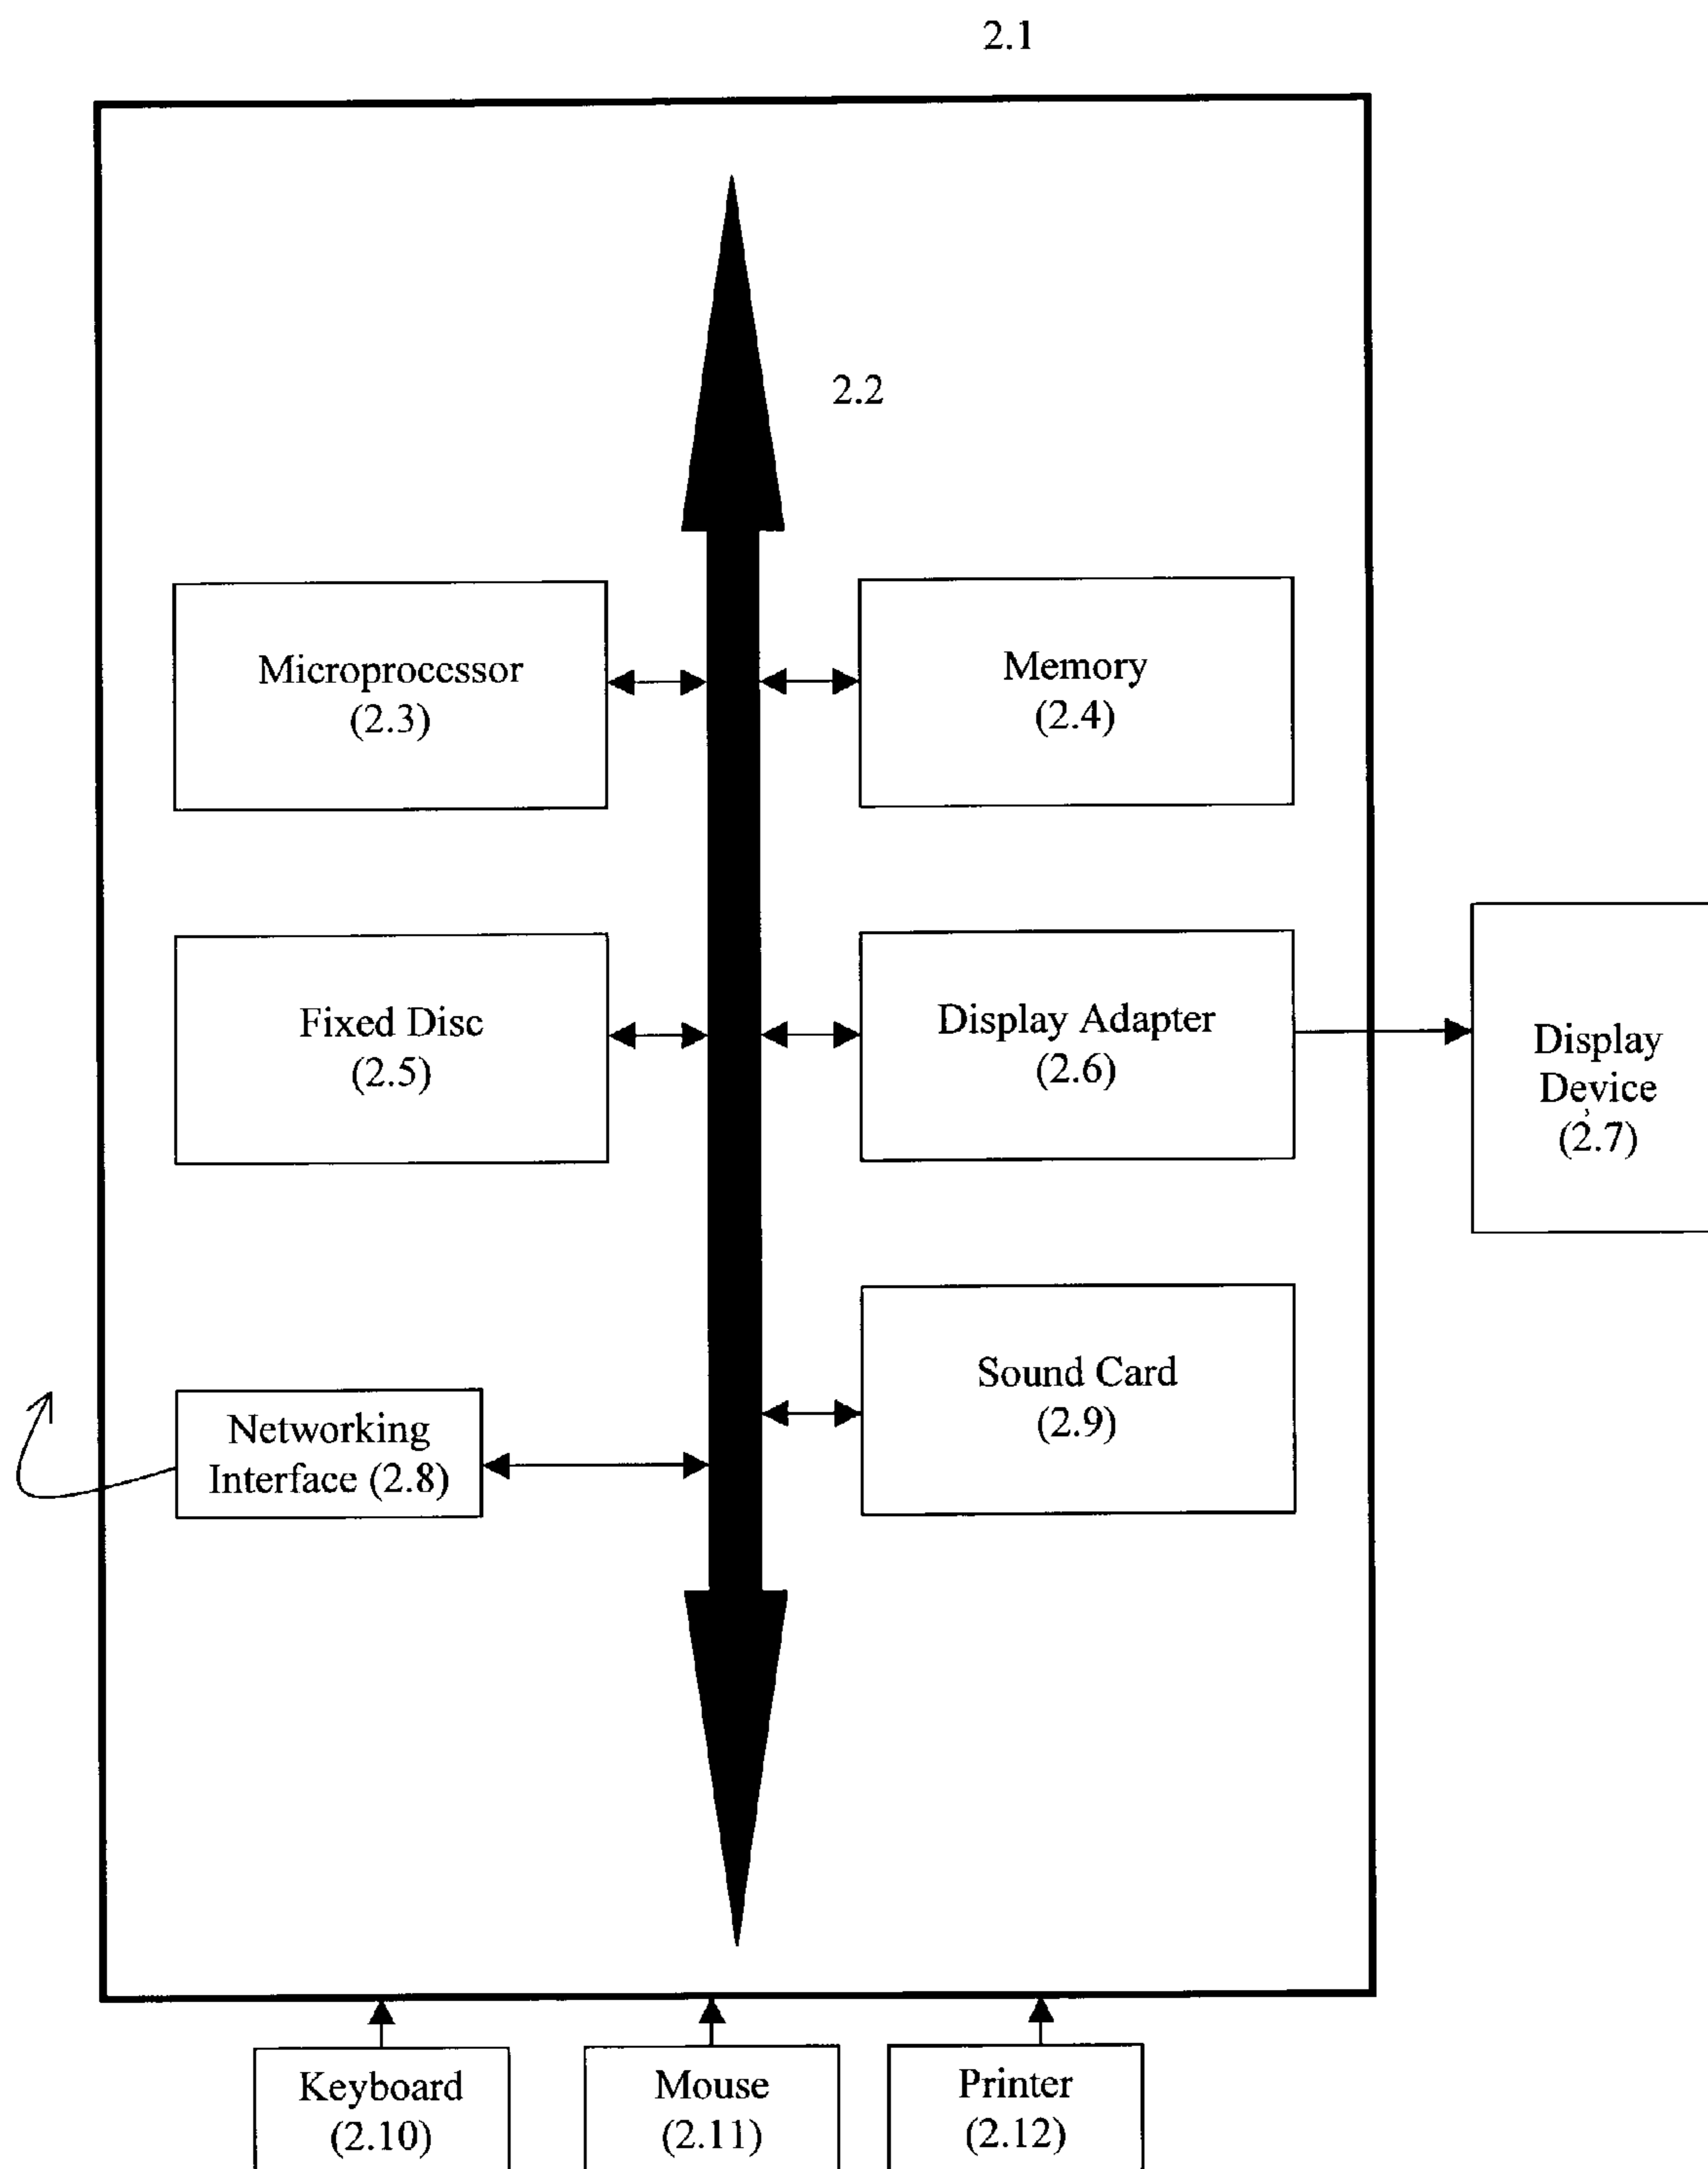 2.1
2.2
Microprocessor
(2.3)
Memory
(2.4)
Fixed Disc
(2.5)
Display Adapter
(2.6)
Display
Device
(2.7)
Networking
Interface (2.8)
Sound Card
(2.9)
Keyboard
(2.10)
Mouse
(2.11)
Printer
(2.12)